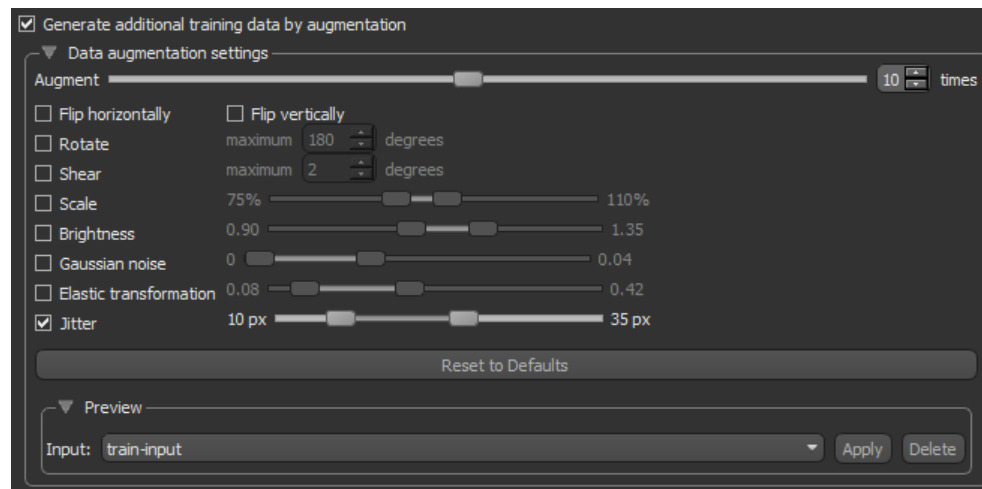 Generate additional training data by augmentation
Data augmentation settings
Augment 10 times
Flip horizontally Flip vertically
Rotate maximum 180 degrees
Shear maximum 2 degrees
Scale 75% 110%
Brightness 0.90 1.35
Gaussian noise 0 0.04
Elastic transformation 0.08 0.42
Jitter 10 px 35 px
Reset to Defaults
Preview
Input: train-input Apply Delete